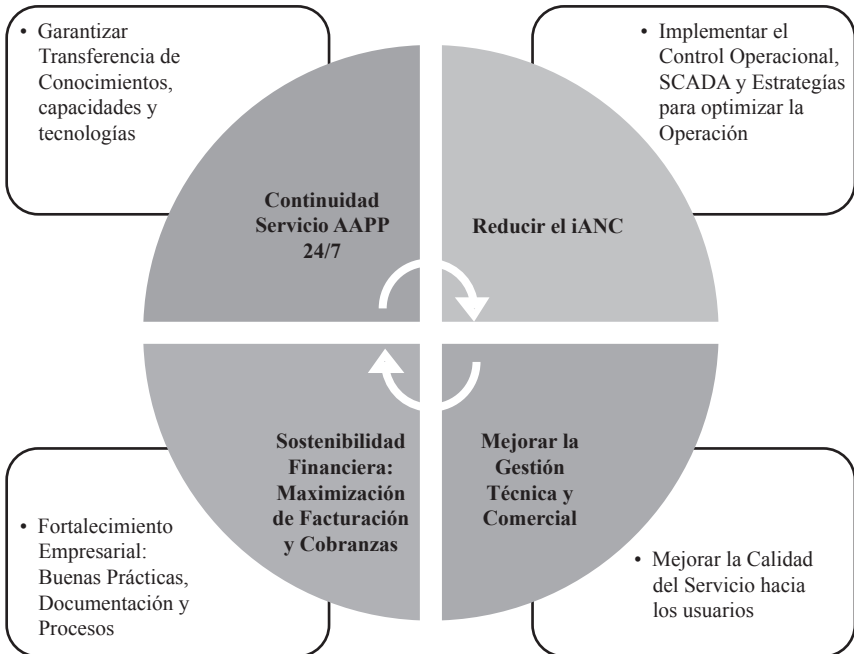 • Garantizar
Transferencia de
Conocimientos,
capacidades y
tecnologías
• Implementar el
Control Operacional,
SCADA y Estrategías
para optimizar la
Operación
Continuidad
Servicio AAPP
24/7
Reducir el iANC
Sostenibilidad
Financiera:
Maximización
de Facturación
y Cobranzas
Mejorar la
Gestión
Técnica y
Comercial
• Fortalecimiento
Empresarial:
Buenas Prácticas,
Documentación y
Procesos
• Mejorar la Calidad
del Servicio hacia
los usuarios